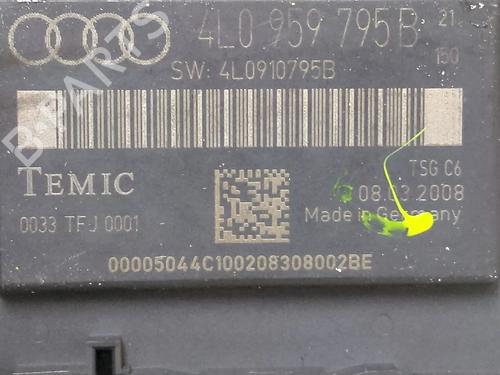 4L0 959 795 B 21
150
SW: 4L0910795B
TEMIC
TSG C6
08.03.2008
0033 TFJ 0001
Made in Germany
00005044C100208308002BE
B-PARTS